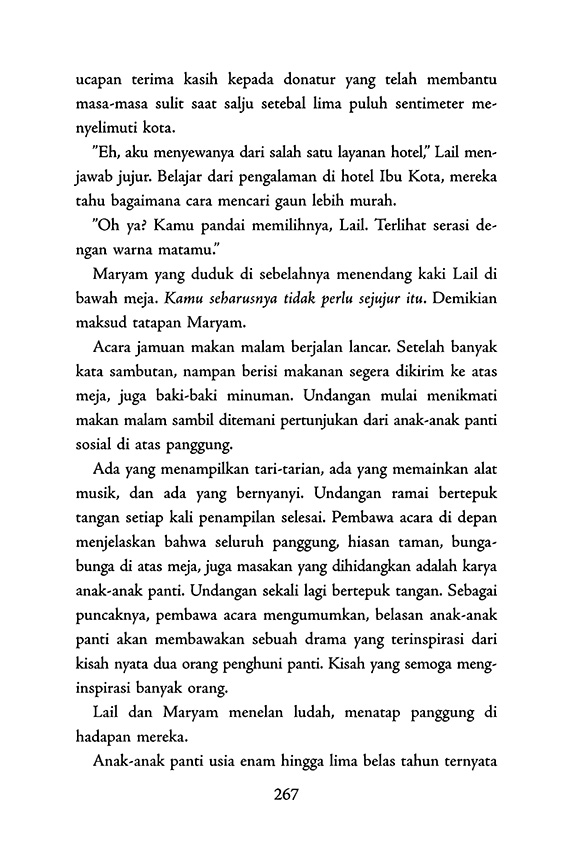 ucapan terima kasih kepada donatur yang telah membantu
masa-masa sulit saat salju setebal lima puluh sentimeter me-
nyelimuti kota.
”Eh, aku menyewanya dari salah satu layanan hotel,” Lail men-
jawab jujur. Belajar dari pengalaman di hotel Ibu Kota, mereka
tahu bagaimana cara mencari gaun lebih murah.
”Oh ya? Kamu pandai memilihnya, Lail. Terlihat serasi de-
ngan warna matamu.”
Maryam yang duduk di sebelahnya menendang kaki Lail di
bawah meja. Kamu seharusnya tidak perlu sejujur itu. Demikian
maksud tatapan Maryam.
Acara jamuan makan malam berjalan lancar. Setelah banyak
kata sambutan, nampan berisi makanan segera dikirim ke atas
meja, juga baki-baki minuman. Undangan mulai menikmati
makan malam sambil ditemani pertunjukan dari anak-anak panti
sosial di atas panggung.
Ada yang menampilkan tari-tarian, ada yang memainkan alat
musik, dan ada yang bernyanyi. Undangan ramai bertepuk
tangan setiap kali penampilan selesai. Pembawa acara di depan
menjelaskan bahwa seluruh panggung, hiasan taman, bunga-
bunga di atas meja, juga masakan yang dihidangkan adalah karya
anak-anak panti. Undangan sekali lagi bertepuk tangan. Sebagai
puncaknya, pembawa acara mengumumkan, belasan anak-anak
panti akan membawakan sebuah drama yang terinspirasi dari
kisah nyata dua orang penghuni panti. Kisah yang semoga meng-
inspirasi banyak orang.
Lail dan Maryam menelan ludah, menatap panggung di
hadapan mereka.
Anak-anak panti usia enam hingga lima belas tahun ternyata
267